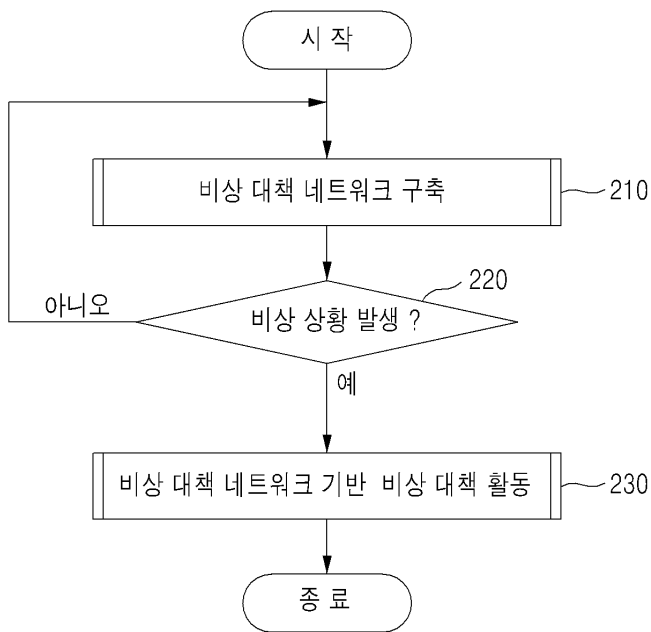 시 작
비상 대책 네트워크 구축
210
220
비상 상황 발생 ?
아니오
예
비상 대책 네트워크 기반 비상 대책 활동
230
종 료